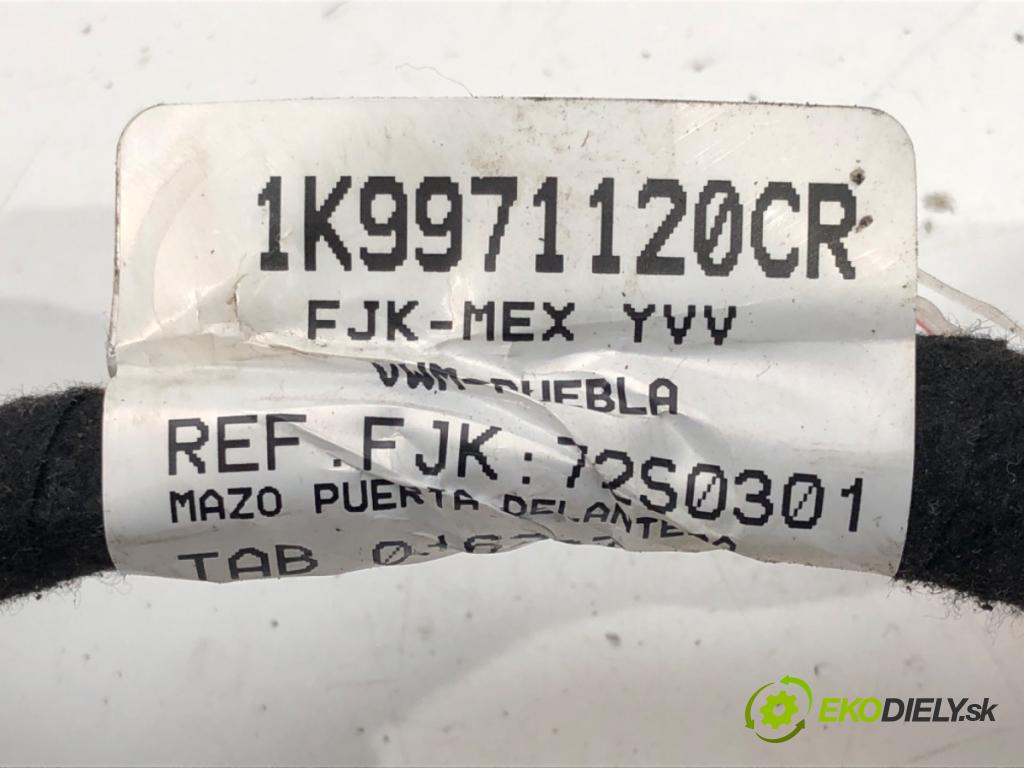 1K9971120CR
FJK-MEX YVV
VWM-PUEBLA
REF.FJK:72S0301
MAZO PUERTA DELANTERA
TAB
EKODIELY.sk